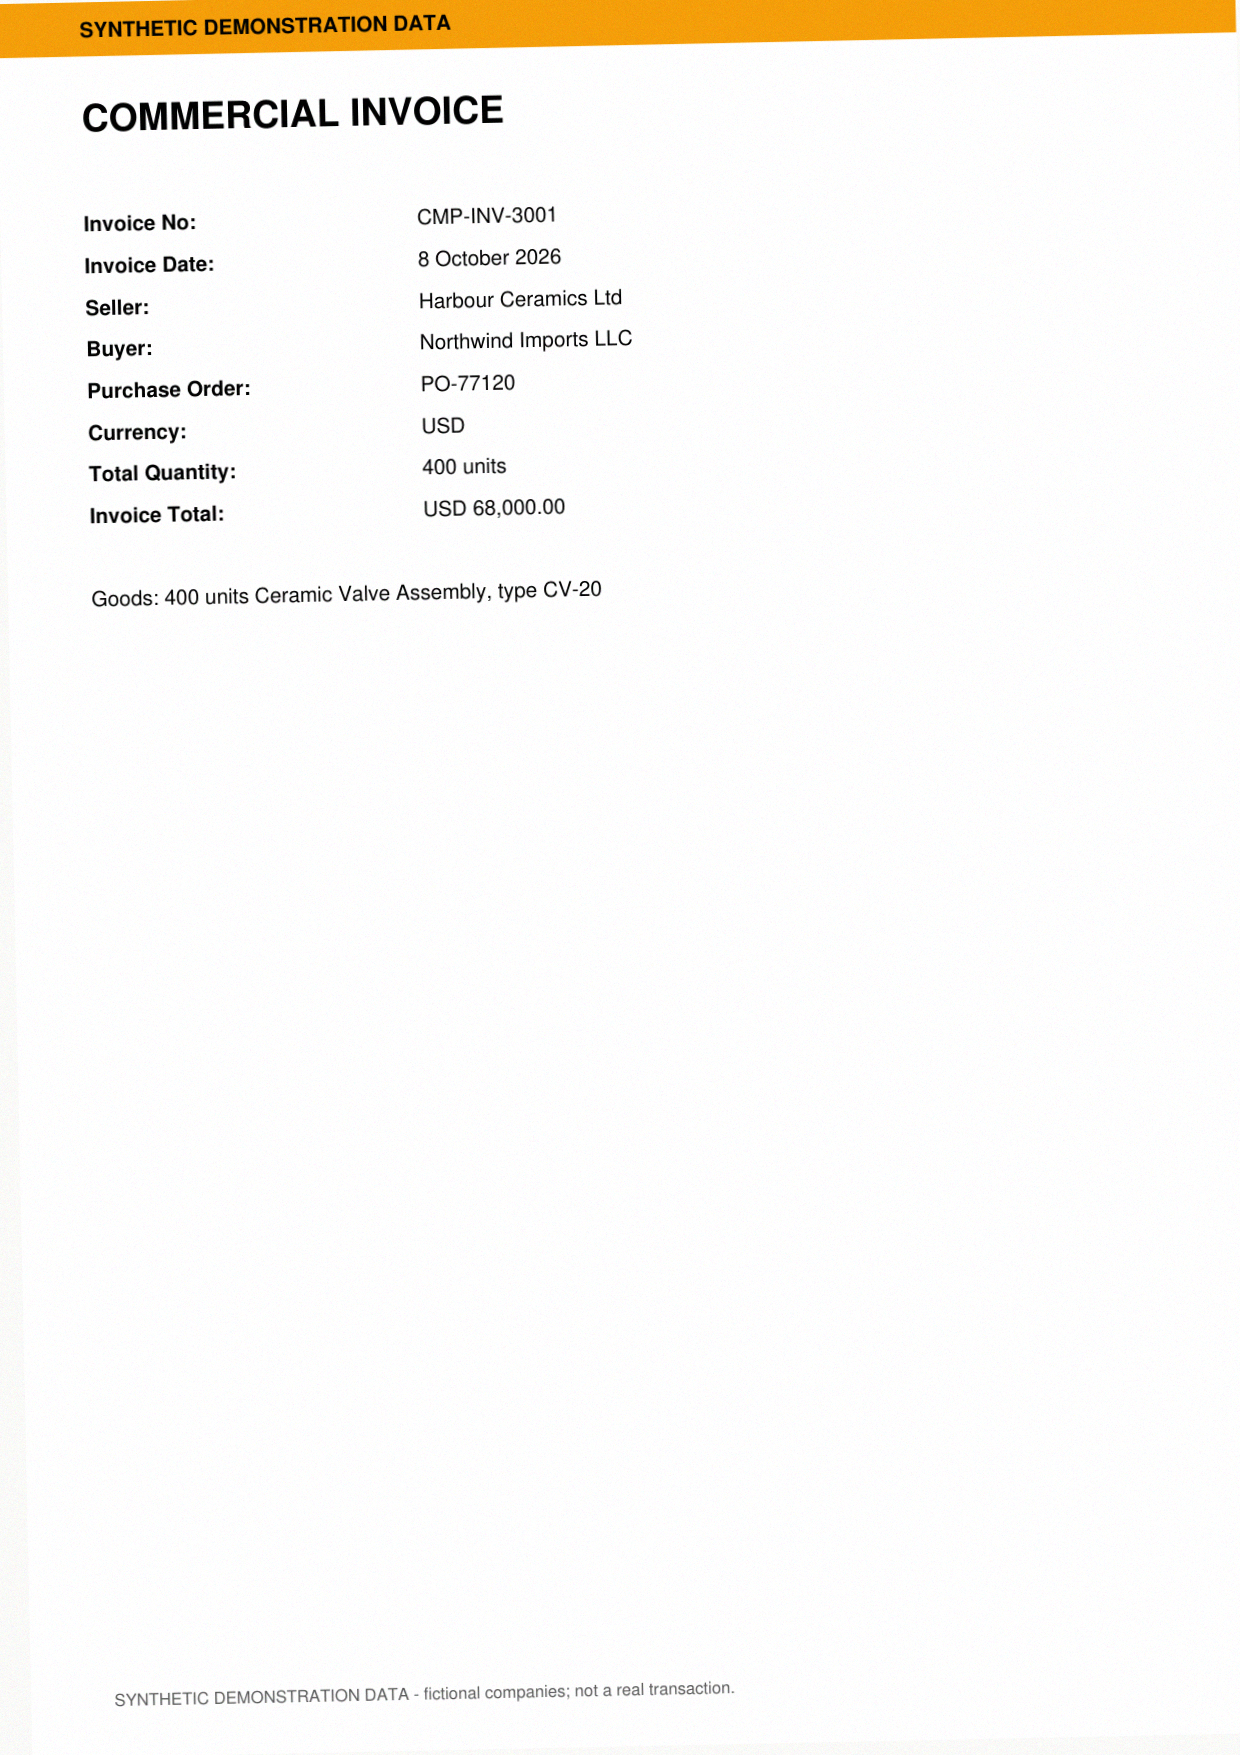 SYNTHETIC DEMONSTRATION DATA
COMMERCIAL INVOICE
Invoice No: CMP-INV-3001
Invoice Date: 8 October 2026
Seller: Harbour Ceramics Ltd
Buyer: Northwind Imports LLC
Purchase Order: PO-77120
Currency: USD
Total Quantity: 400 units
Invoice Total: USD 68,000.00
Goods: 400 units Ceramic Valve Assembly, type CV-20
SYNTHETIC DEMONSTRATION DATA - fictional companies; not a real transaction.